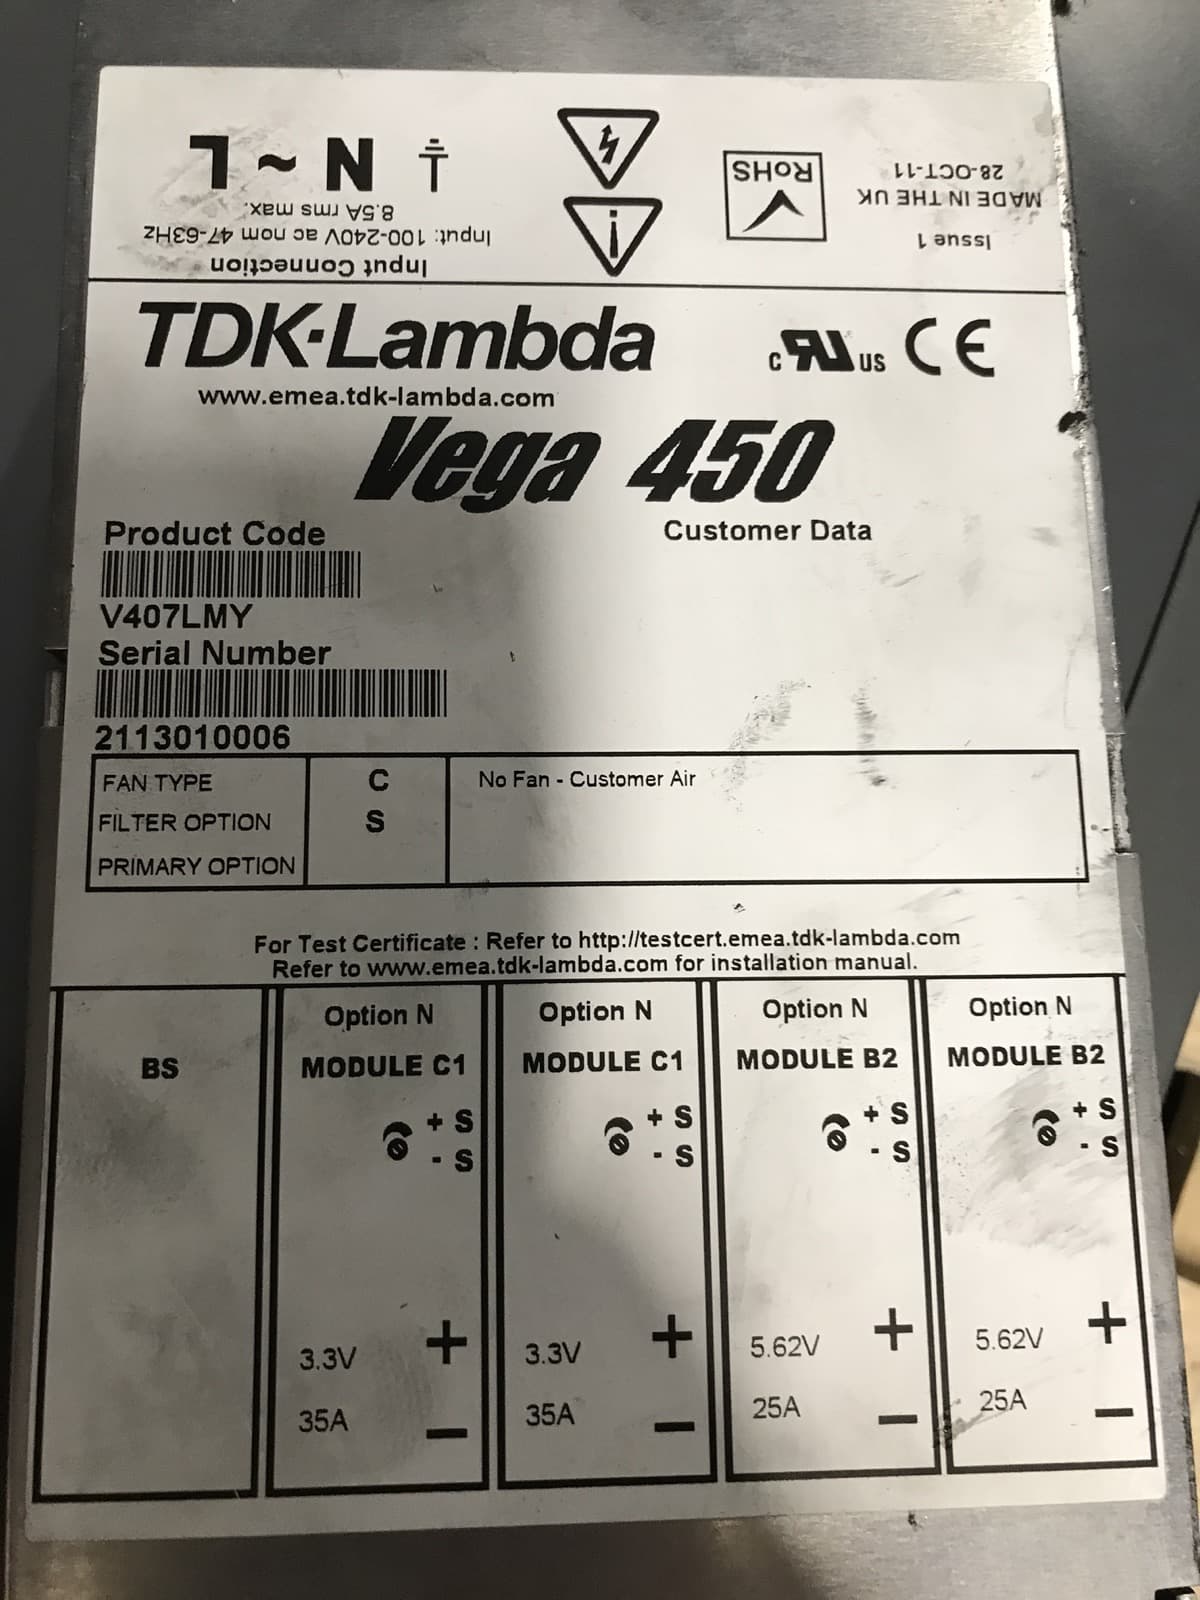 Input Connection
Input: 100-240V ac nom 47-63Hz
8.5A rms max.
L ~ N
Issue 1
MADE IN THE UK
28-OCT-11
ROHS
TDK·Lambda
www.emea.tdk-lambda.com
c RU US CE
Vega 450
Product Code
V407LMY
Serial Number
2113010006
Customer Data
FAN TYPE C No Fan - Customer Air
FILTER OPTION S
PRIMARY OPTION
For Test Certificate : Refer to http://testcert.emea.tdk-lambda.com
Refer to www.emea.tdk-lambda.com for installation manual.
BS
Option N
MODULE C1
+ S
- S
3.3V +
35A −
Option N
MODULE C1
+ S
- S
3.3V +
35A −
Option N
MODULE B2
+ S
- S
5.62V +
25A −
Option N
MODULE B2
+ S
- S
5.62V +
25A −